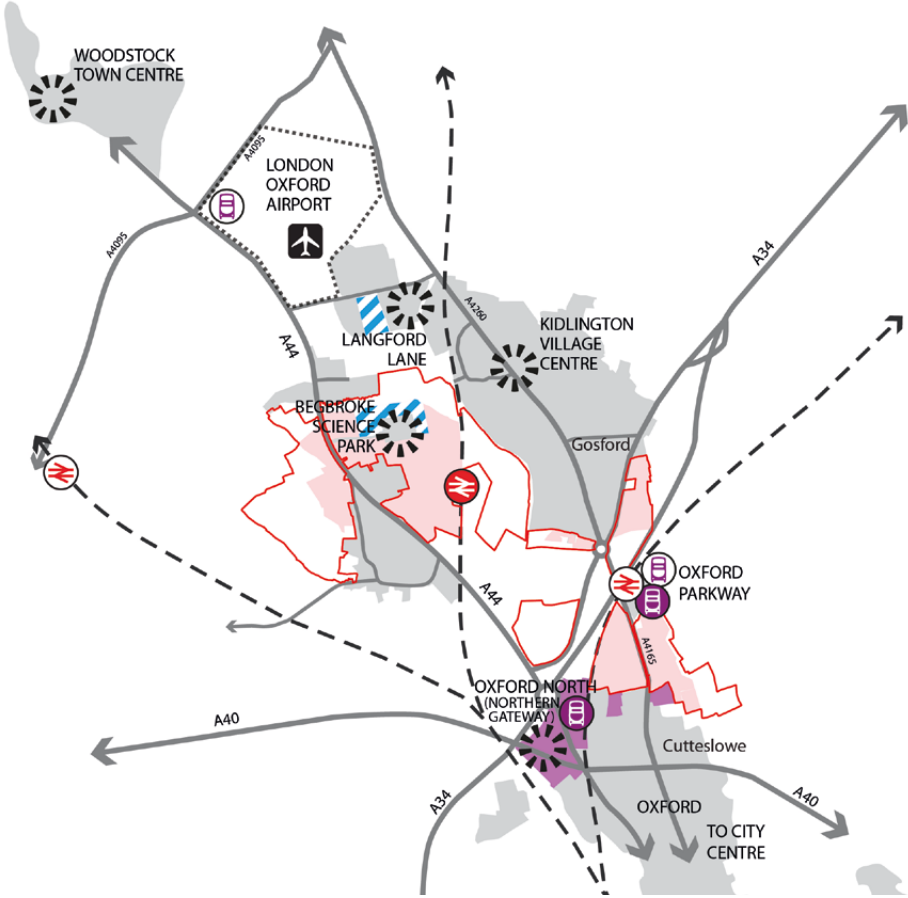 WOODSTOCK
TOWN CENTRE
A4095
LONDON
OXFORD
AIRPORT
A4095
A34
A4260
KIDLINGTON
VILLAGE
CENTRE
A44
LANGFORD
LANE
BEGBROKE
SCIENCE
PARK
Gosford
OXFORD
PARKWAY
A44
A4165
OXFORD NORTH
(NORTHERN
GATEWAY)
A40
Cutteslowe
A34
OXFORD
A40
TO CITY
CENTRE